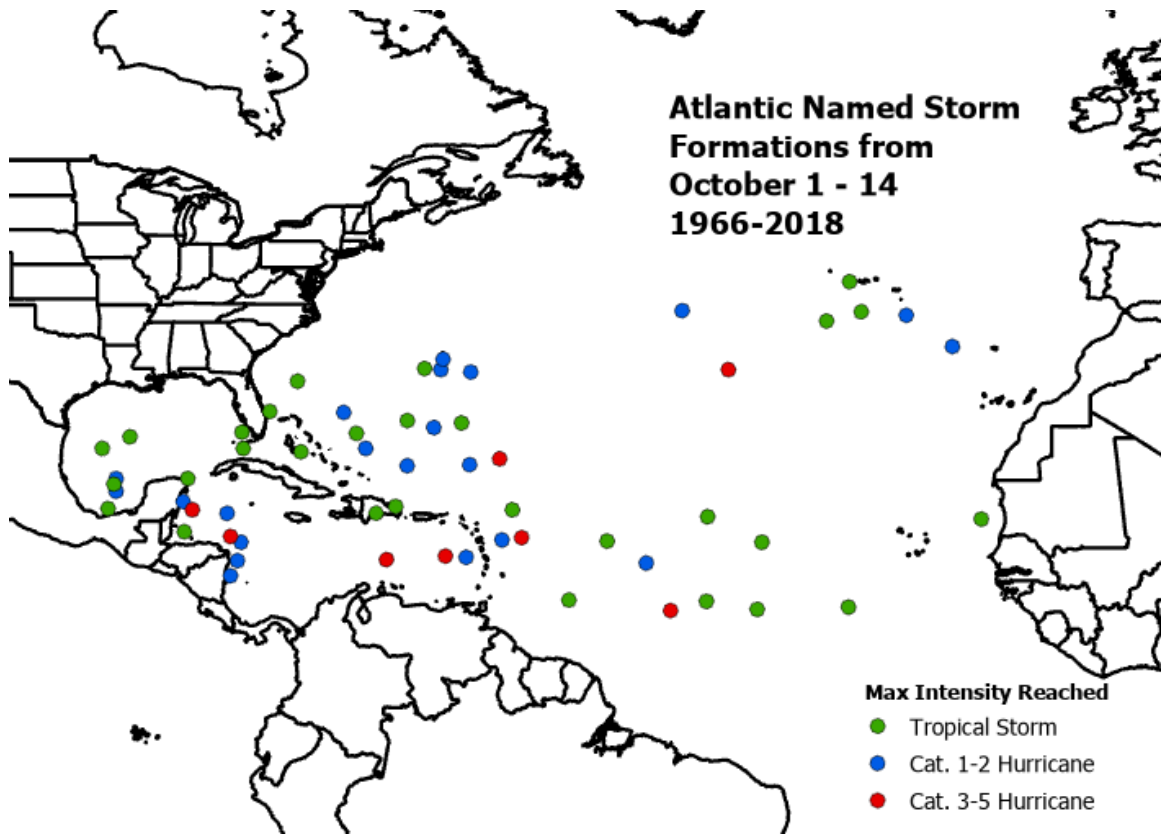 Atlantic Named Storm
Formations from
October 1 - 14
1966-2018
Max Intensity Reached
Tropical Storm
Cat. 1-2 Hurricane
Cat. 3-5 Hurricane